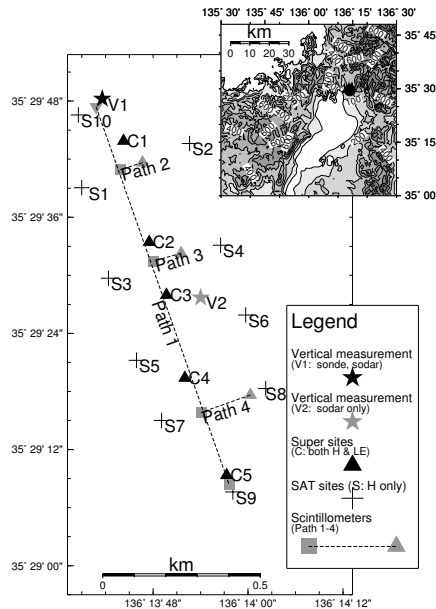 135˚ 30' 135˚ 45' 136˚ 00' 136˚ 15' 136˚ 30'
km
0 10 20 30
35˚ 45'
35˚ 30'
35˚ 15'
35˚ 00'
35˚ 29' 48"
35˚ 29' 36"
35˚ 29' 24"
35˚ 29' 12"
35˚ 29' 00"
V1
S10
C1
S2
Path 2
S1
C2
S4
Path 3
S3
C3
V2
Path 1
S6
S5
C4
S8
Path 4
S7
C5
S9
Legend
Vertical measurement
(V1: sonde, sodar)
Vertical measurement
(V2: sodar only)
Super sites
(C: both H & LE)
SAT sites (S: H only)
Scintillometers
(Path 1-4)
km
0 0.5
136˚ 13' 48" 136˚ 14' 00" 136˚ 14' 12"